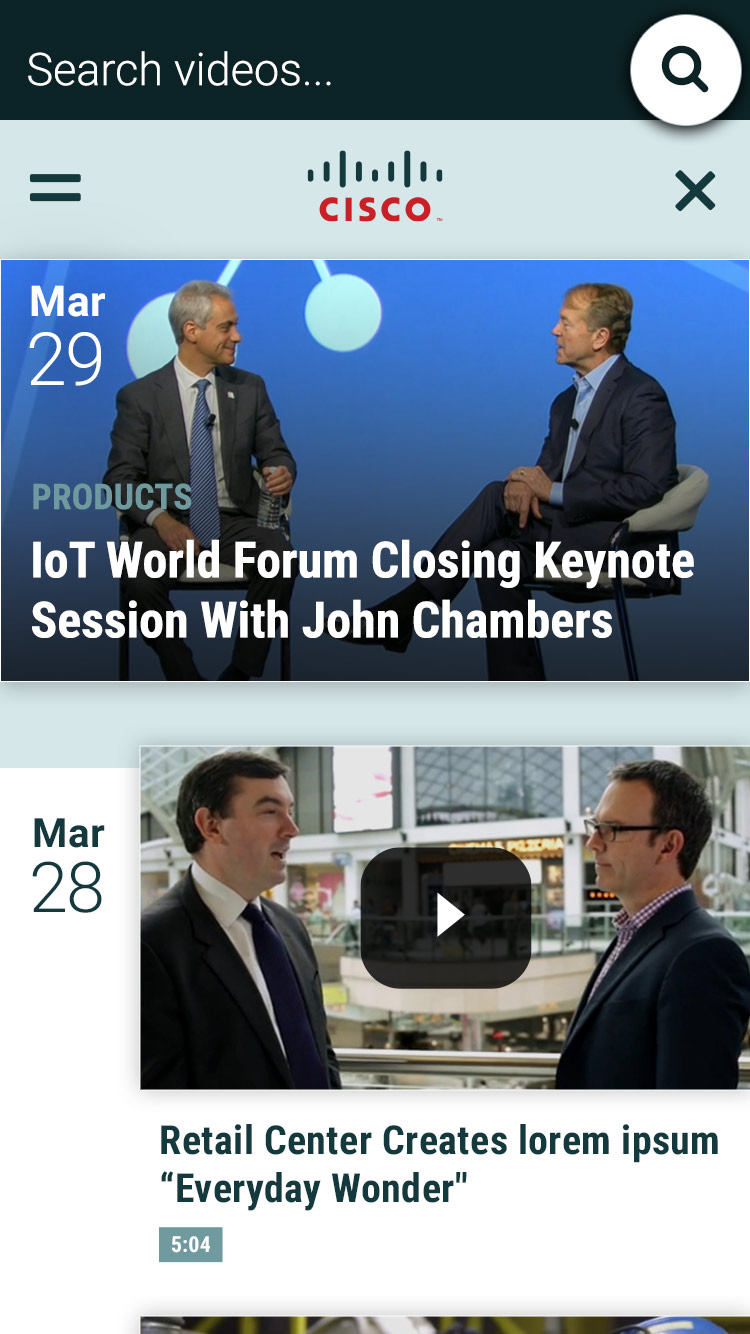 Search videos...
CISCO
™
Mar
29
PRODUCTS
IoT World Forum Closing Keynote
Session With John Chambers
Mar
28
Retail Center Creates lorem ipsum
“Everyday Wonder"
5:04